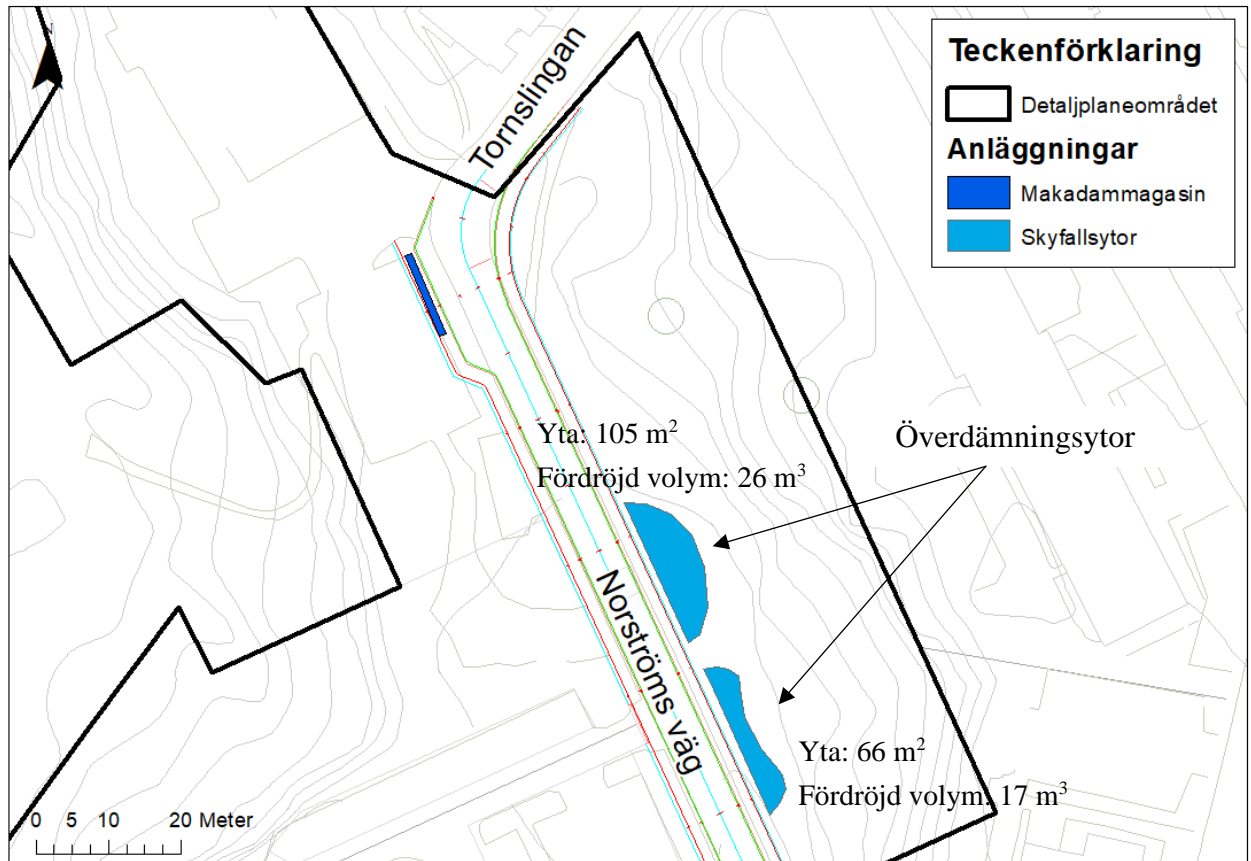 N
Tornslingan
Teckenförklaring
Detaljplaneområdet
Anläggningar
Makadammagasin
Skyfallsytor
Yta: 105 m²
Fördröjd volym: 26 m³
Överdämningsytor
Norströms väg
Yta: 66 m²
Fördröjd volym: 17 m³
0 5 10 20 Meter